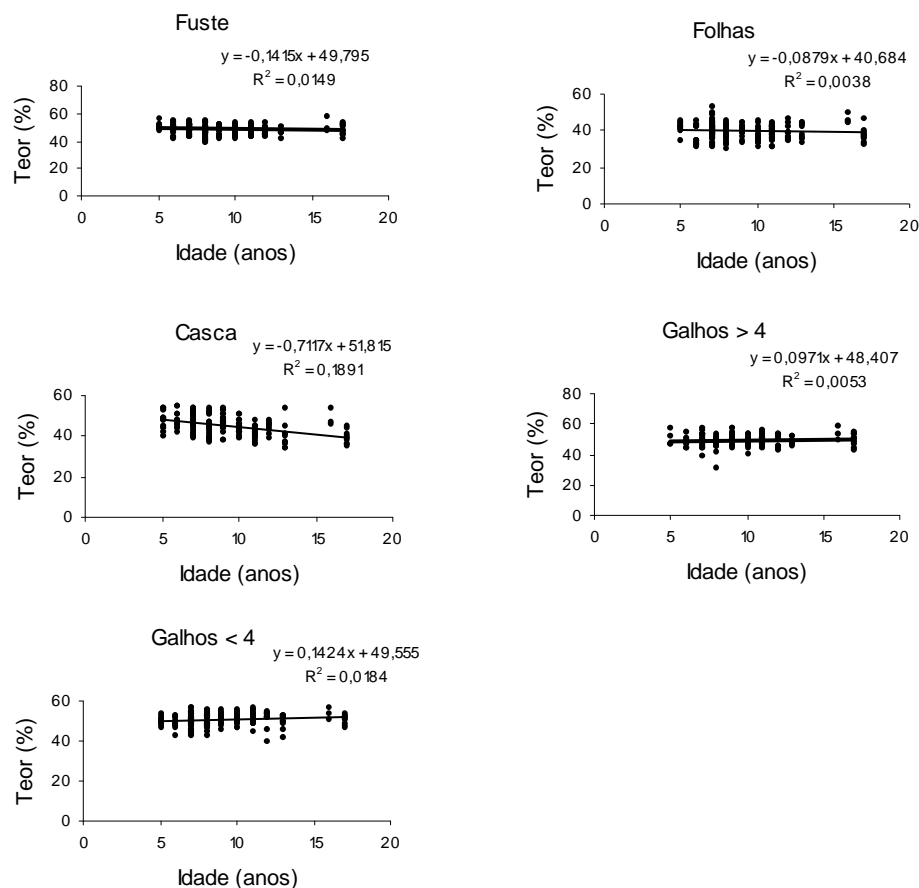 Fuste
y = -0,1415x + 49,795
R² = 0,0149
80
60
40
20
0
0 5 10 15 20
Teor (%)
Idade (anos)
Folhas
y = -0,0879x + 40,684
R² = 0,0038
60
40
20
0
0 5 10 15 20
Teor (%)
Idade (anos)
Casca
y = -0,7117x + 51,815
R² = 0,1891
60
40
20
0
0 5 10 15 20
Teor (%)
Idade (anos)
Galhos > 4
y = 0,0971x + 48,407
R² = 0,0053
80
60
40
20
0
0 5 10 15 20
Teor (%)
Idade (anos)
Galhos < 4
y = 0,1424x + 49,555
R² = 0,0184
60
40
20
0
0 5 10 15 20
Teor (%)
Idade (anos)